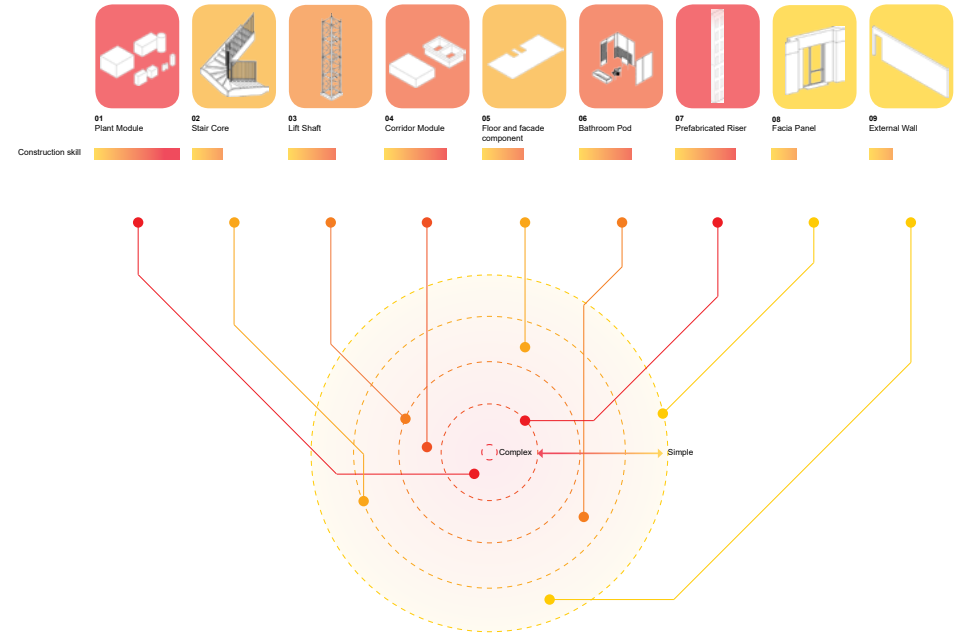 01
Plant Module
02
Stair Core
03
Lift Shaft
04
Corridor Module
05
Floor and facade
component
06
Bathroom Pod
07
Prefabricated Riser
08
Facia Panel
09
External Wall
Construction skill
Complex
Simple